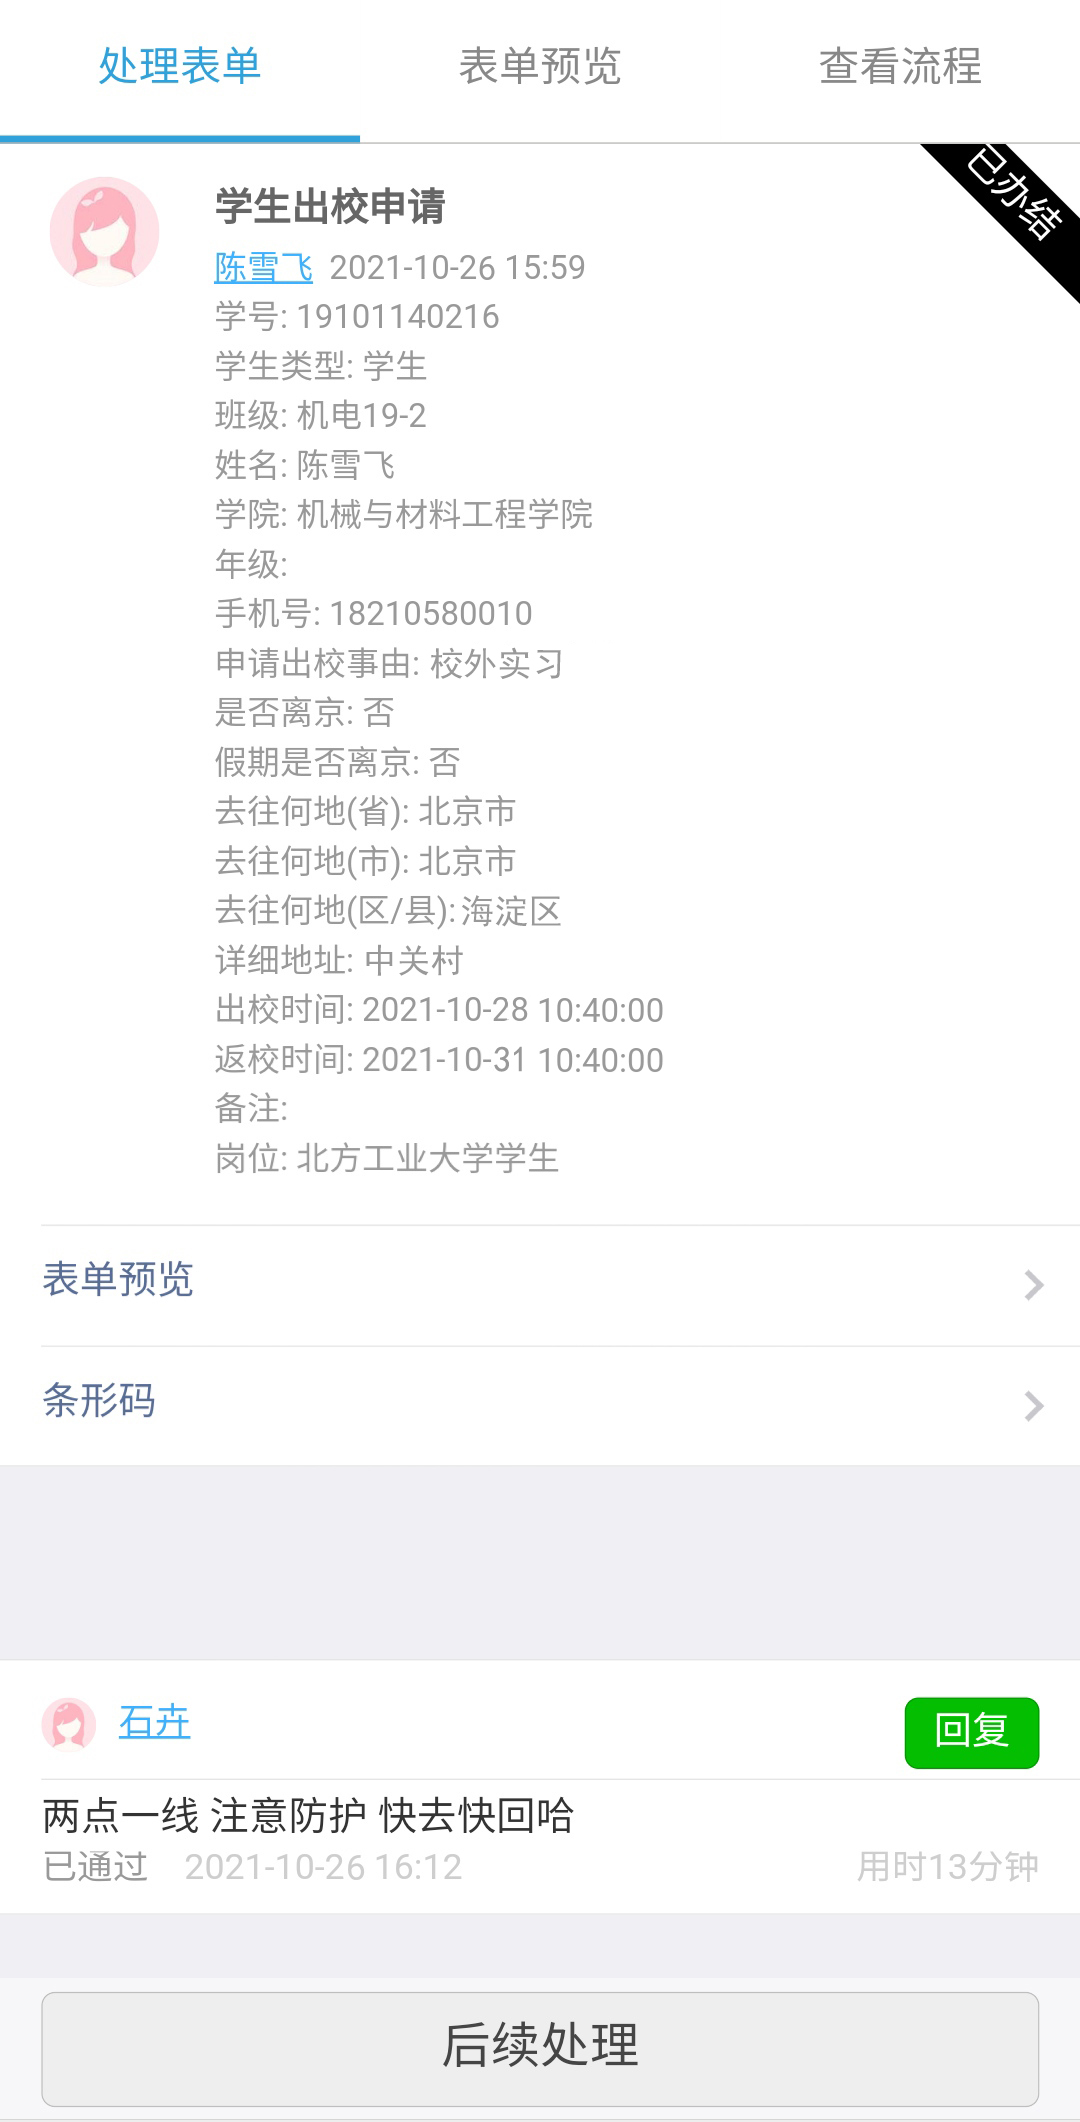 处理表单 表单预览 查看流程
已办结
学生出校申请
陈雪飞 2021-10-26 15:59
学号: 19101140216
学生类型: 学生
班级: 机电19-2
姓名: 陈雪飞
学院: 机械与材料工程学院
年级:
手机号: 18210580010
申请出校事由: 校外实习
是否离京: 否
假期是否离京: 否
去往何地(省): 北京市
去往何地(市): 北京市
去往何地(区/县): 海淀区
详细地址: 中关村
出校时间: 2021-10-28 10:40:00
返校时间: 2021-10-31 10:40:00
备注:
岗位: 北方工业大学学生
表单预览
条形码
石卉 回复
两点一线 注意防护 快去快回哈
已通过 2021-10-26 16:12 用时13分钟
后续处理